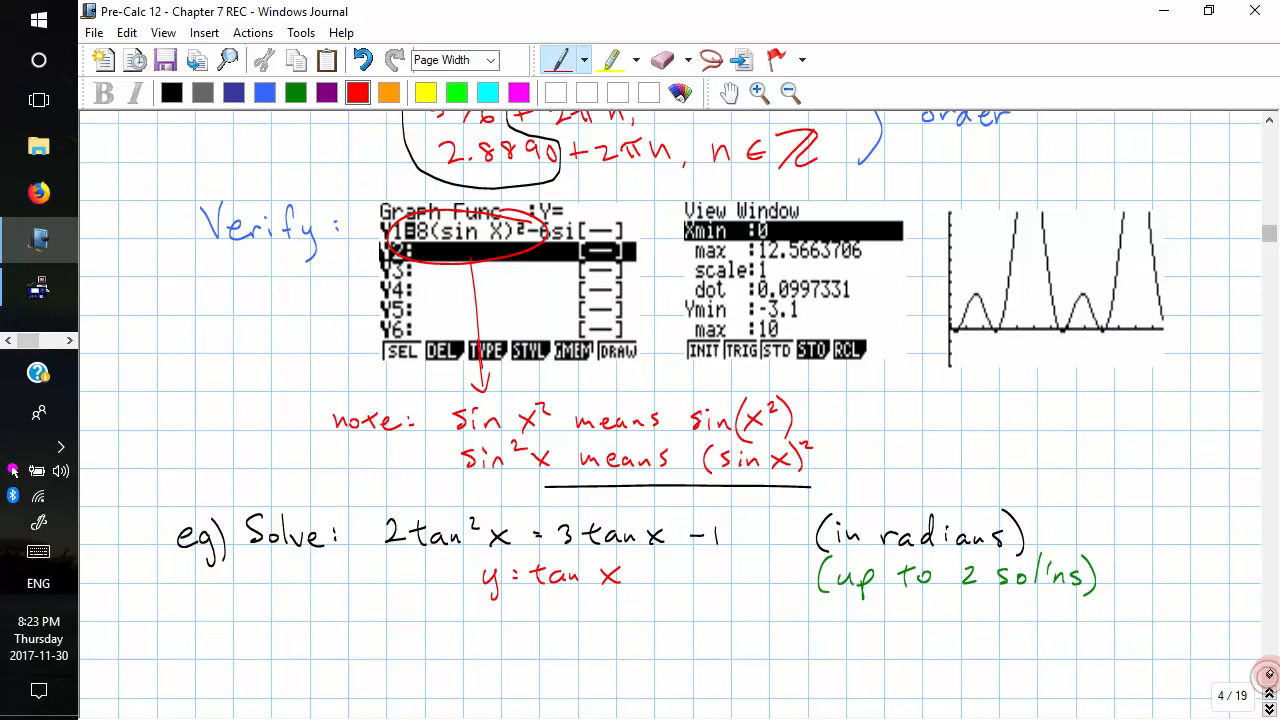 Pre-Calc 12 - Chapter 7 REC - Windows Journal
File Edit View Insert Actions Tools Help
Page Width
B I
+ 2πn,
order
2.8890 + 2πn, n ∈ ℤ
Verify:
Graph Func :Y=
Y1=8(sin X)²-6si[—]
Y2: [—]
Y3: [—]
Y4: [—]
Y5: [—]
Y6: [—]
SEL DEL TYPE STYL GMEM DRAW
View Window
Xmin :0
max :12.5663706
scale:1
dot :0.0997331
Ymin :-3.1
max :10
INIT TRIG STD STO RCL
note: sin x² means sin(x²)
sin² x means (sin x)²
eg) Solve: 2tan² x = 3tan x - 1 (in radians)
y = tan x (up to 2 sol'ns)
ENG
8:23 PM
Thursday
2017-11-30
4 / 19